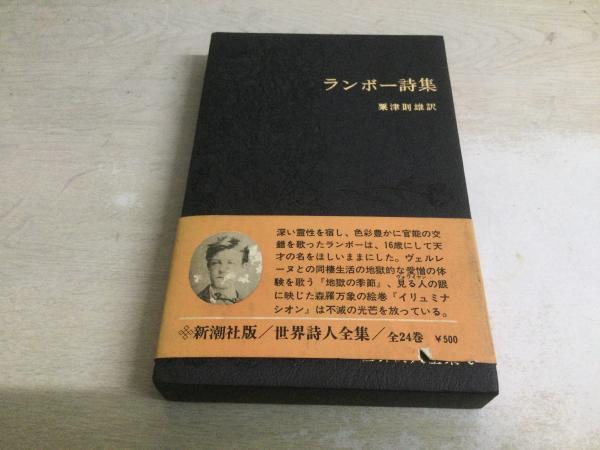 ランボー詩集
粟津則雄訳
深い霊性を宿し、色彩豊かに官能の交
錯を歌ったランボーは、16歳にして天
才の名をほしいままにした。ヴェルレ
ーヌとの同棲生活の地獄的な愛憎の体
験を歌う『地獄の季節』、見る人の眼
ヴォワイヤン
に映じた森羅万象の絵巻『イリュミナ
シオン』は不滅の光芒を放っている。
新潮社版/世界詩人全集/全24巻 ¥500